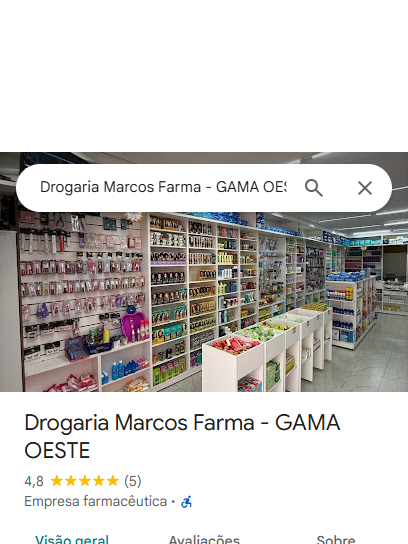 Drogaria Marcos Farma - GAMA OES
Drogaria Marcos Farma - GAMA
OESTE
4,8 (5)
Empresa farmacêutica ·
Visão geral Avaliações Sobre